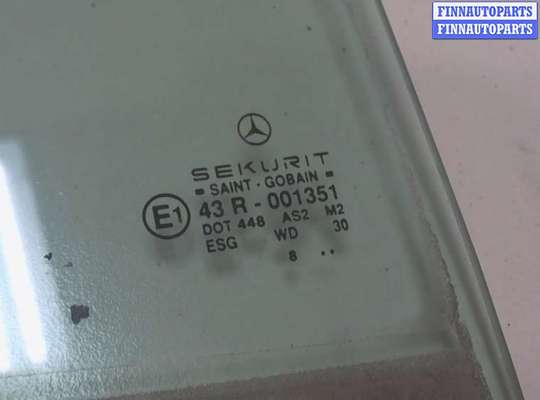 FINNAUTOPARTS
FINNAUTOPARTS
SEKURIT
SAINT-GOBAIN
E1 43 R-001351
DOT 448 AS2 M2
ESG WD 30
8 ..